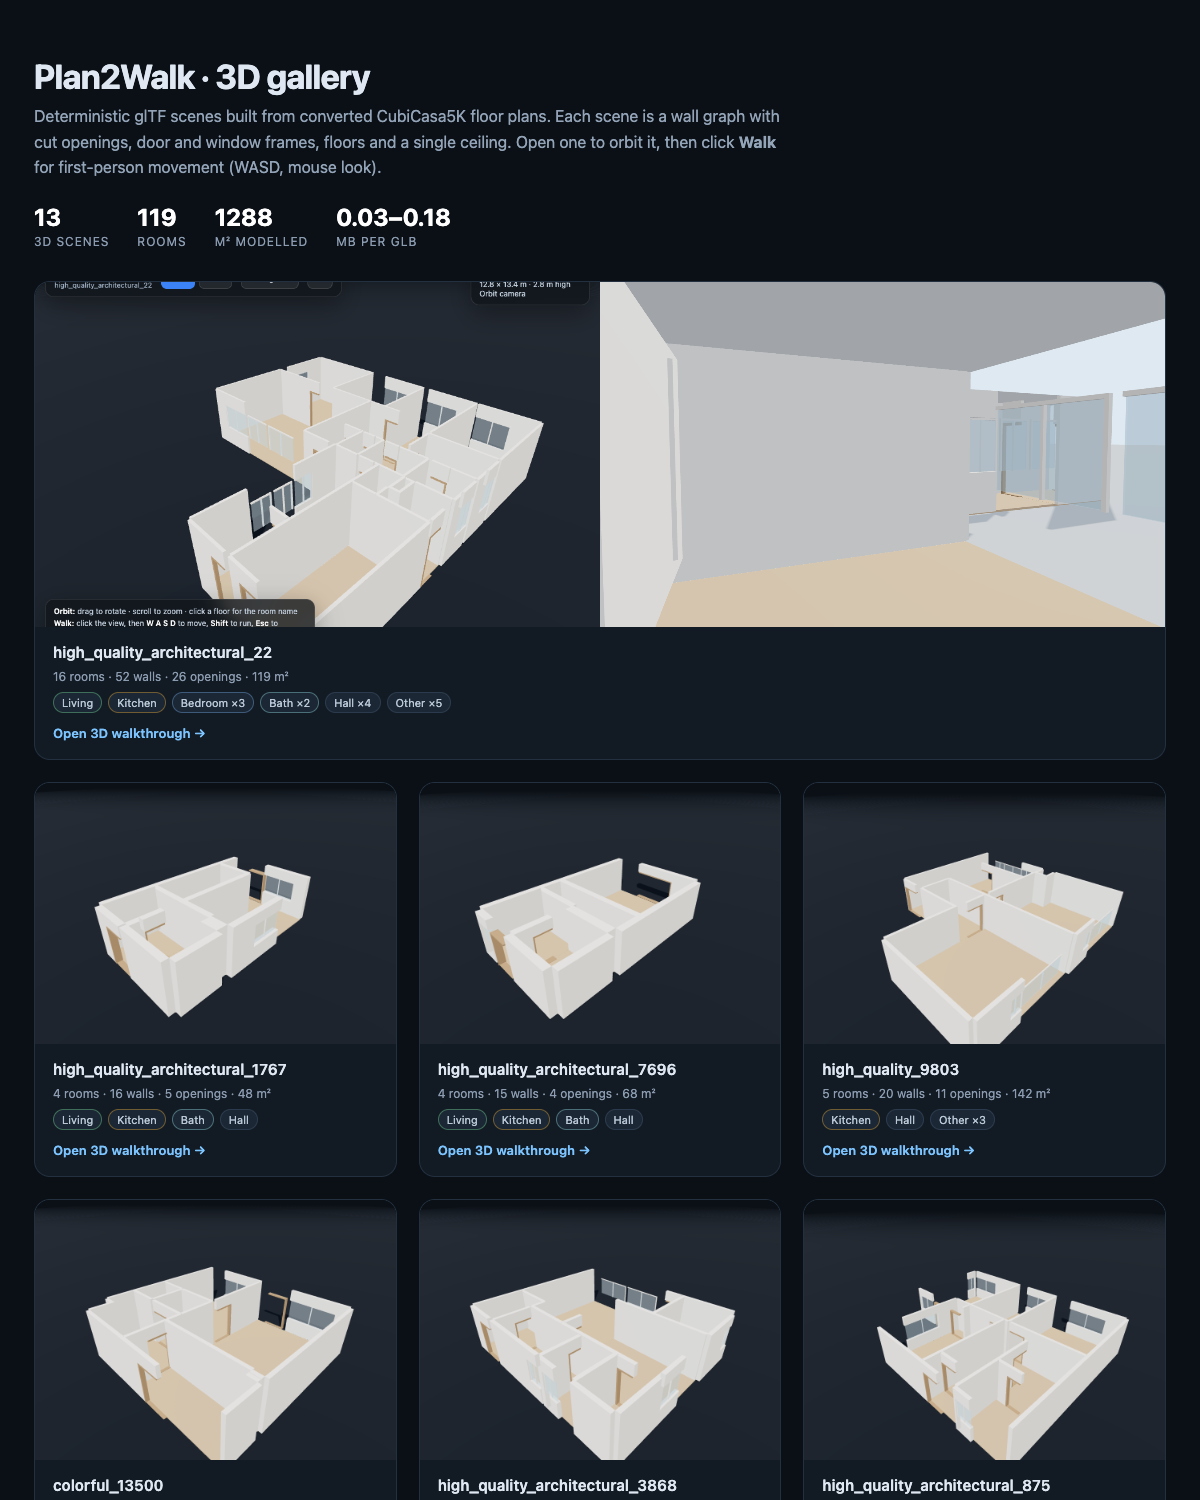 Plan2Walk · 3D gallery
Deterministic glTF scenes built from converted CubiCasa5K floor plans. Each scene is a wall graph with
cut openings, door and window frames, floors and a single ceiling. Open one to orbit it, then click Walk
for first-person movement (WASD, mouse look).
13 119 1288 0.03–0.18
3D SCENES ROOMS M² MODELLED MB PER GLB
high_quality_architectural_22
12.8 × 13.4 m · 2.8 m high
Orbit camera
Orbit: drag to rotate · scroll to zoom · click a floor for the room name
Walk: click the view, then W A S D to move, Shift to run, Esc to
high_quality_architectural_22
16 rooms · 52 walls · 26 openings · 119 m²
Living Kitchen Bedroom ×3 Bath ×2 Hall ×4 Other ×5
Open 3D walkthrough →
high_quality_architectural_1767
4 rooms · 16 walls · 5 openings · 48 m²
Living Kitchen Bath Hall
Open 3D walkthrough →
high_quality_architectural_7696
4 rooms · 15 walls · 4 openings · 68 m²
Living Kitchen Bath Hall
Open 3D walkthrough →
high_quality_9803
5 rooms · 20 walls · 11 openings · 142 m²
Kitchen Hall Other ×3
Open 3D walkthrough →
colorful_13500
high_quality_architectural_3868
high_quality_architectural_875